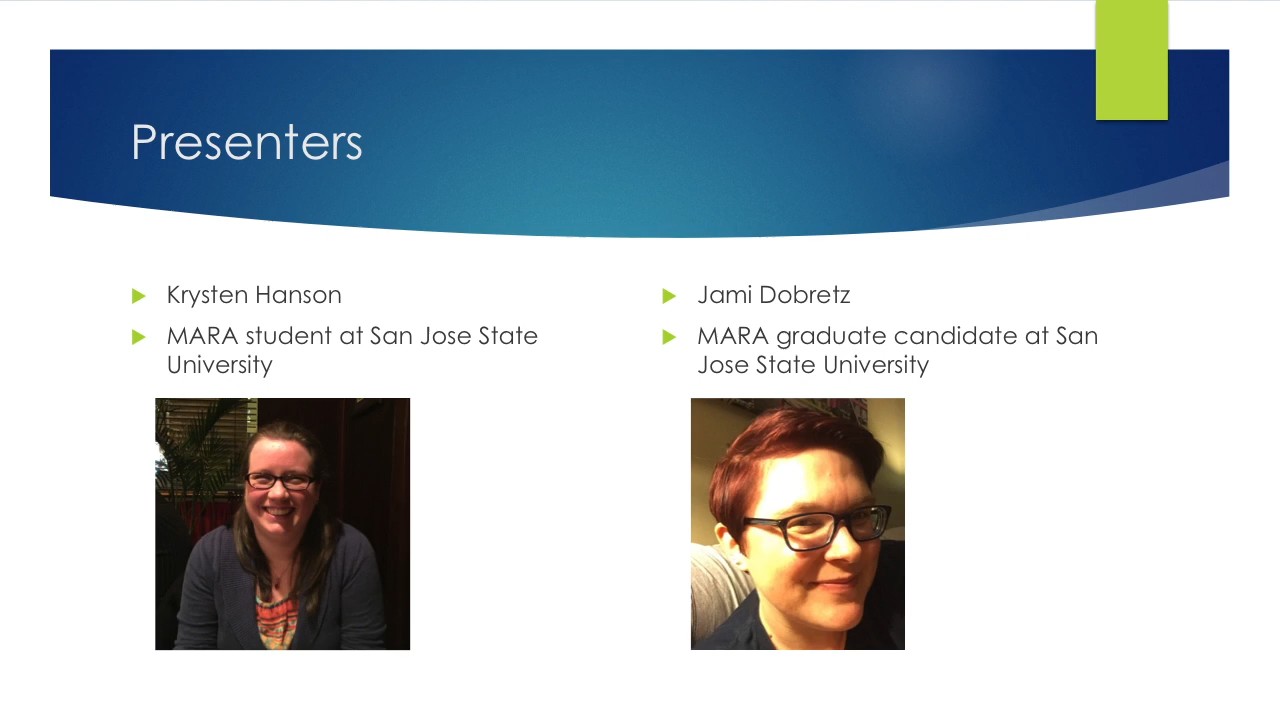 Presenters
Krysten Hanson
MARA student at San Jose State
University
Jami Dobretz
MARA graduate candidate at San
Jose State University